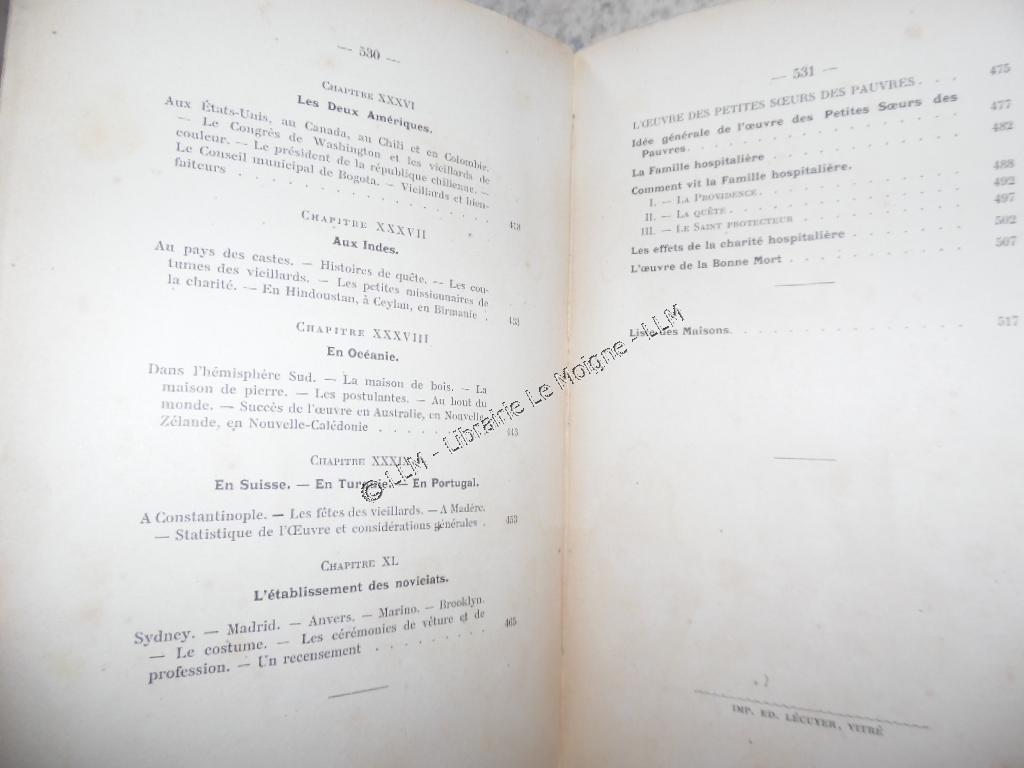 — 530 —
CHAPITRE XXXVI
Les Deux Amériques.
Aux États-Unis, au Canada, au Chili et en Colombie.
— Le Congrès de Washington et les vieillards de
couleur. — Le président de la république chilienne. —
Le Conseil municipal de Bogota. — Vieillards et bien-
faiteurs . . . . . . . . . . . . .
CHAPITRE XXXVII
Aux Indes.
Au pays des castes. — Histoires de quête. — Les cou-
tumes des vieillards. — Les petites missionnaires de
la charité. — En Hindoustan, à Ceylan, en Birmanie . 433
CHAPITRE XXXVIII
En Océanie.
Dans l'hémisphère Sud. — La maison de bois. — La
maison de pierre. — Les postulantes. — Au bout du
monde. — Succès de l'œuvre en Australie, en Nouvelle-
Zélande, en Nouvelle-Calédonie . . . . . . . 443
CHAPITRE XXXIX
En Suisse. — En Turquie. — En Portugal.
A Constantinople. — Les fêtes des vieillards. — A Madère.
— Statistique de l'Œuvre et considérations générales . 453
CHAPITRE XL
L'établissement des noviciats.
Sydney. — Madrid. — Anvers. — Marino. — Brooklyn.
— Le costume. — Les cérémonies de vêture et de
profession. — Un recensement . . . . . . . 465
— 531 —
L'ŒUVRE DES PETITES SŒURS DES PAUVRES . . . 475
Idée générale de l'œuvre des Petites Sœurs des
Pauvres. . . . . . . . . . . . 477
La Famille hospitalière . . . . . . . . 482
Comment vit la Famille hospitalière.
I. — LA PROVIDENCE. . . . . . . . 488
II. — LA QUÊTE . . . . . . . . . 492
III. — LE SAINT PROTECTEUR . . . . . . 497
Les effets de la charité hospitalière . . . . . 502
L'œuvre de la Bonne Mort . . . . . . . 507
Liste des Maisons. . . . . . . . . . 517
IMP. ED. LÉCUYER, VITRÉ
© LLM - Librairie Le Moigne - LLM